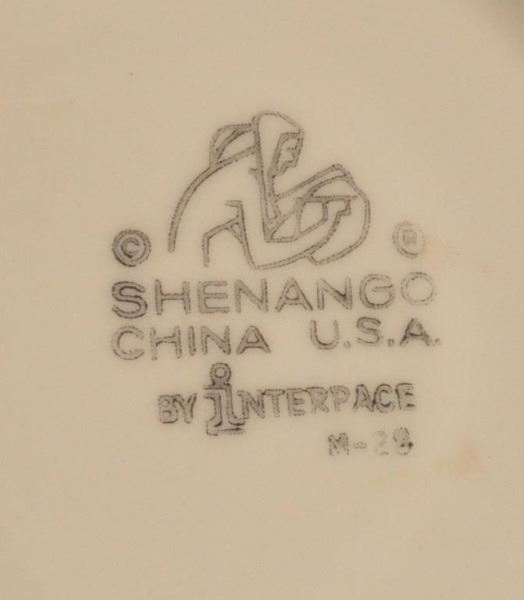 © ®
SHENANGO
CHINA U.S.A.
BY iNTERPACE
M-28